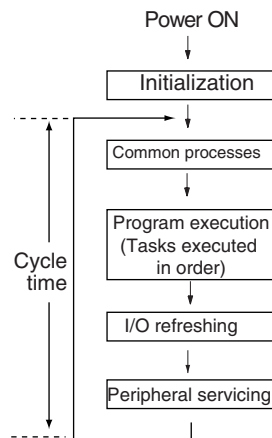 Power ON
Initialization
Common processes
Program execution
(Tasks executed
in order)
Cycle
time
I/O refreshing
Peripheral servicing